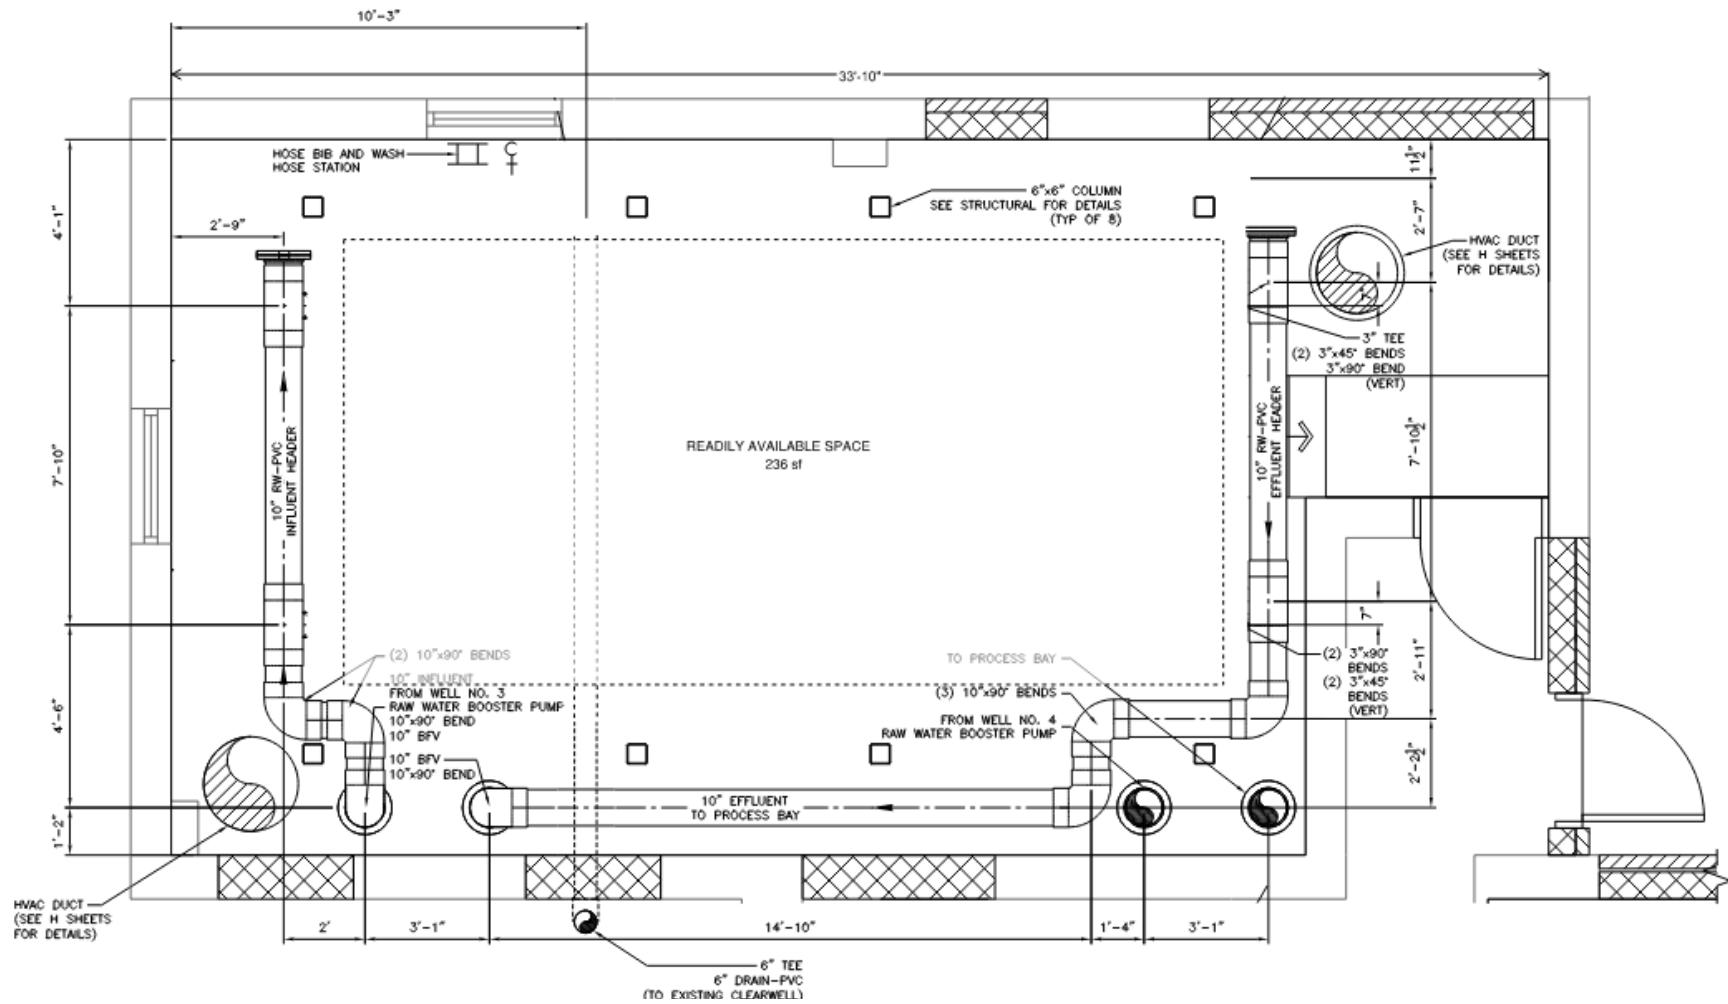 10'-3"
33'-10"
HOSE BIB AND WASH
HOSE STATION
6"x6" COLUMN
SEE STRUCTURAL FOR DETAILS
(TYP OF 8)
11½"
2'-7"
4'-1"
2'-9"
HVAC DUCT
(SEE H SHEETS
FOR DETAILS)
3" TEE
(2) 3"x45° BENDS
3"x90° BEND
(VERT)
7'-10"
10" RW-PVC
INFLUENT HEADER
READILY AVAILABLE SPACE
236 sf
10" RW-PVC
EFFLUENT HEADER
7'-10½"
7"
(2) 10"x90° BENDS
10" INFLUENT
FROM WELL NO. 3
RAW WATER BOOSTER PUMP
10"x90° BEND
10" BFV
10" BFV
10"x90° BEND
TO PROCESS BAY
(3) 10"x90° BENDS
FROM WELL NO. 4
RAW WATER BOOSTER PUMP
(2) 3"x90°
BENDS
(2) 3"x45°
BENDS
(VERT)
2'-11"
4'-6"
2'-2½"
10" EFFLUENT
TO PROCESS BAY
1'-2"
HVAC DUCT
(SEE H SHEETS
FOR DETAILS)
2'
3'-1"
14'-10"
1'-4"
3'-1"
6" TEE
6" DRAIN-PVC
(TO EXISTING CLEARWELL)